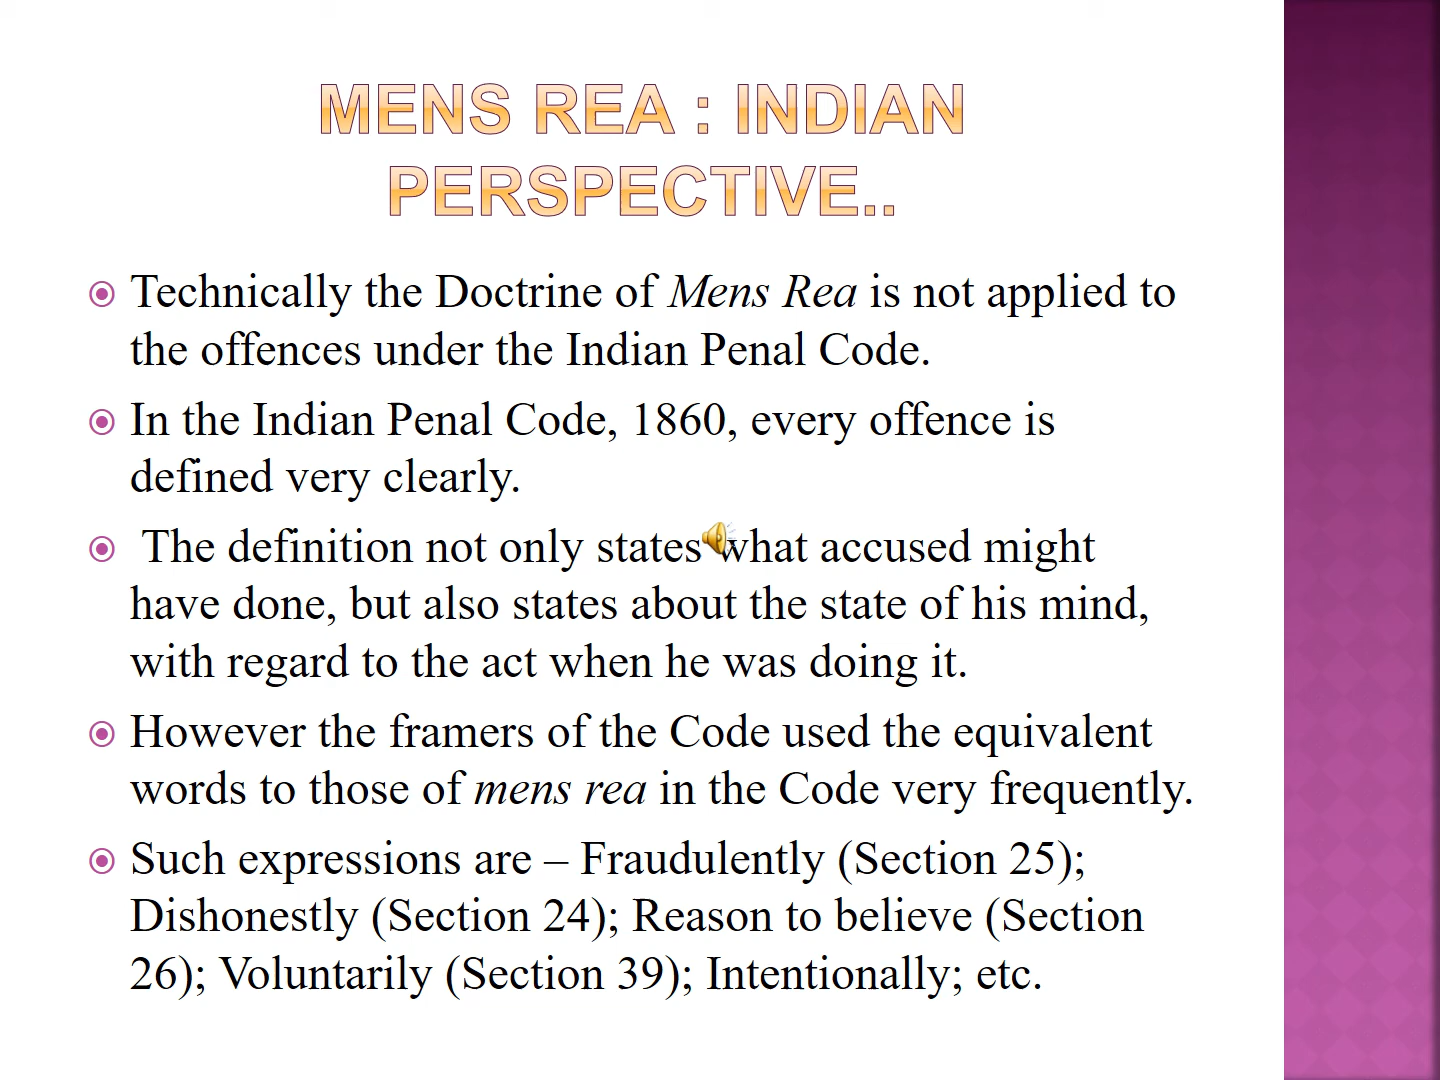 MENS REA : INDIAN
PERSPECTIVE..
Technically the Doctrine of Mens Rea is not applied to
the offences under the Indian Penal Code.
In the Indian Penal Code, 1860, every offence is
defined very clearly.
The definition not only states what accused might
have done, but also states about the state of his mind,
with regard to the act when he was doing it.
However the framers of the Code used the equivalent
words to those of mens rea in the Code very frequently.
Such expressions are – Fraudulently (Section 25);
Dishonestly (Section 24); Reason to believe (Section
26); Voluntarily (Section 39); Intentionally; etc.